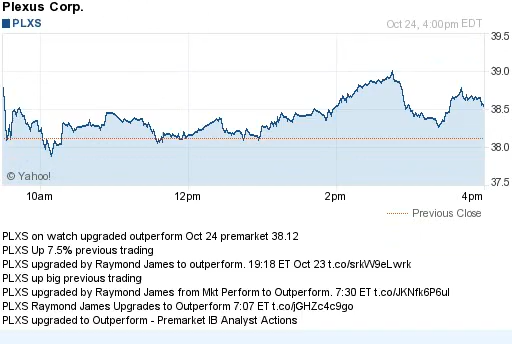 Plexus Corp.
PLXS Oct 24, 4:00pm EDT
39.5
39.0
38.5
38.0
37.5
© Yahoo!
10am 12pm 2pm 4pm
Previous Close
PLXS on watch upgraded outperform Oct 24 premarket 38.12
PLXS Up 7.5% previous trading
PLXS upgraded by Raymond James to outperform. 19:18 ET Oct 23 t.co/srkW9eLwrk
PLXS up big previous trading
PLXS upgraded by Raymond James from Mkt Perform to Outperform. 7:30 ET t.co/JKNfk6P6ul
PLXS Raymond James Upgrades to Outperform 7:07 ET t.co/jGHZc4c9go
PLXS upgraded to Outperform - Premarket IB Analyst Actions